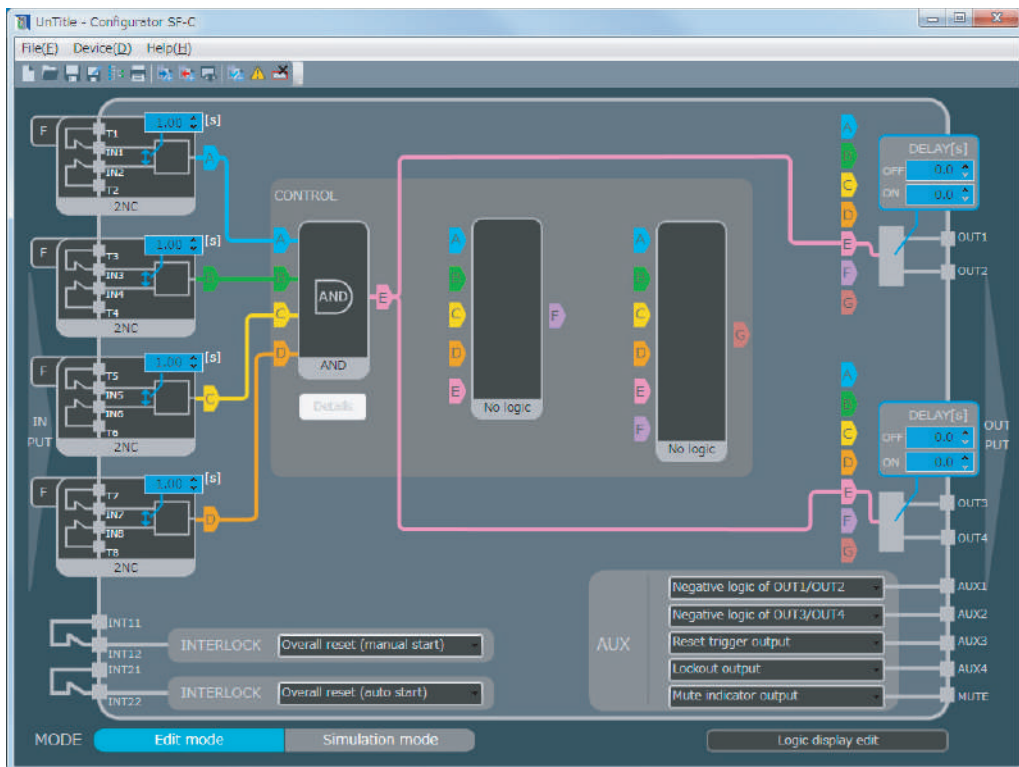 UnTitle - Configurator SF-C
File(F) Device(D) Help(H)
F
1.00 [s]
T1
IN1
IN2
T2
2NC
A
F
1.00 [s]
T3
IN3
IN4
T4
2NC
B
F
1.00 [s]
T5
IN5
IN6
T6
2NC
C
F
1.00 [s]
T7
IN7
IN8
T8
2NC
D
IN
PUT
CONTROL
A
B
C
D
AND
AND
E
Details
A
B
C
D
E
No logic
F
A
B
C
D
E
F
No logic
G
A
B
C
D
E
F
G
DELAY[s]
OFF 0.0
ON 0.0
OUT1
OUT2
A
B
C
D
E
F
G
DELAY[s]
OFF 0.0
ON 0.0
OUT3
OUT4
OUT
PUT
INT11
INT12
INTERLOCK Overall reset (manual start)
INT21
INT22
INTERLOCK Overall reset (auto start)
AUX
Negative logic of OUT1/OUT2 AUX1
Negative logic of OUT3/OUT4 AUX2
Reset trigger output AUX3
Lockout output AUX4
Mute indicator output MUTE
MODE Edit mode Simulation mode Logic display edit